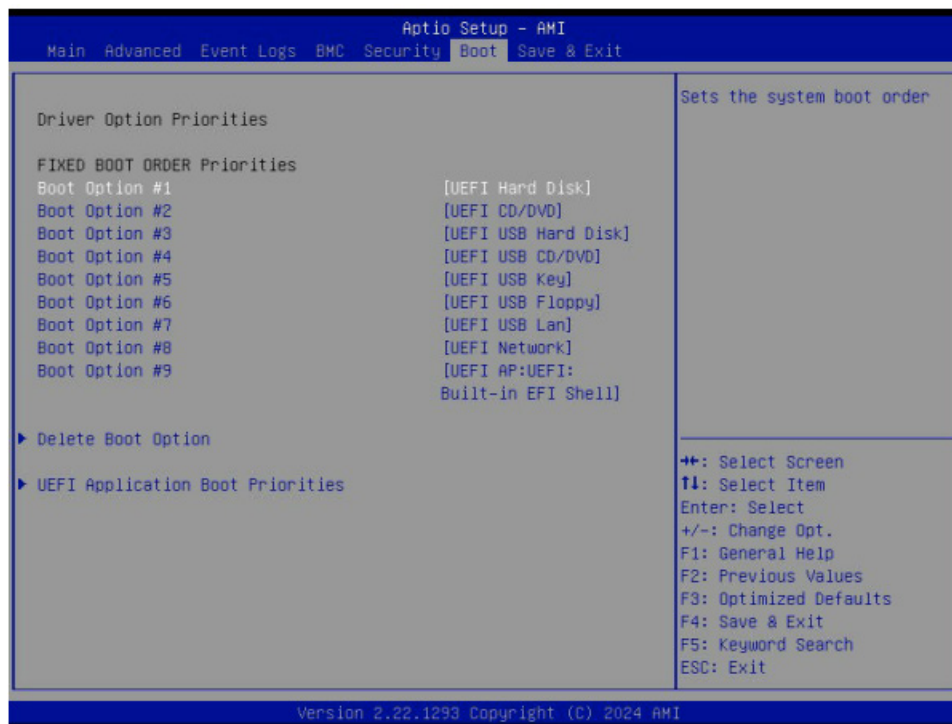 Aptio Setup - AMI
Main Advanced Event Logs BMC Security Boot Save & Exit
Driver Option Priorities
FIXED BOOT ORDER Priorities
Boot Option #1 [UEFI Hard Disk]
Boot Option #2 [UEFI CD/DVD]
Boot Option #3 [UEFI USB Hard Disk]
Boot Option #4 [UEFI USB CD/DVD]
Boot Option #5 [UEFI USB Key]
Boot Option #6 [UEFI USB Floppy]
Boot Option #7 [UEFI USB Lan]
Boot Option #8 [UEFI Network]
Boot Option #9 [UEFI AP:UEFI:
Built-in EFI Shell]
Delete Boot Option
UEFI Application Boot Priorities
Sets the system boot order
→←: Select Screen
↑↓: Select Item
Enter: Select
+/-: Change Opt.
F1: General Help
F2: Previous Values
F3: Optimized Defaults
F4: Save & Exit
F5: Keyword Search
ESC: Exit
Version 2.22.1293 Copyright (C) 2024 AMI